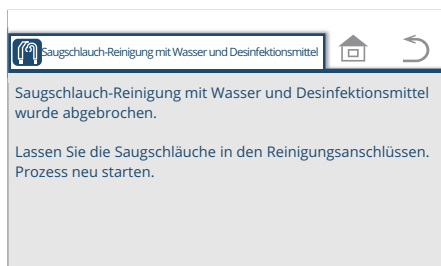 Saugschlauch-Reinigung mit Wasser und Desinfektionsmittel
Saugschlauch-Reinigung mit Wasser und Desinfektionsmittel
wurde abgebrochen.
Lassen Sie die Saugschläuche in den Reinigungsanschlüssen.
Prozess neu starten.